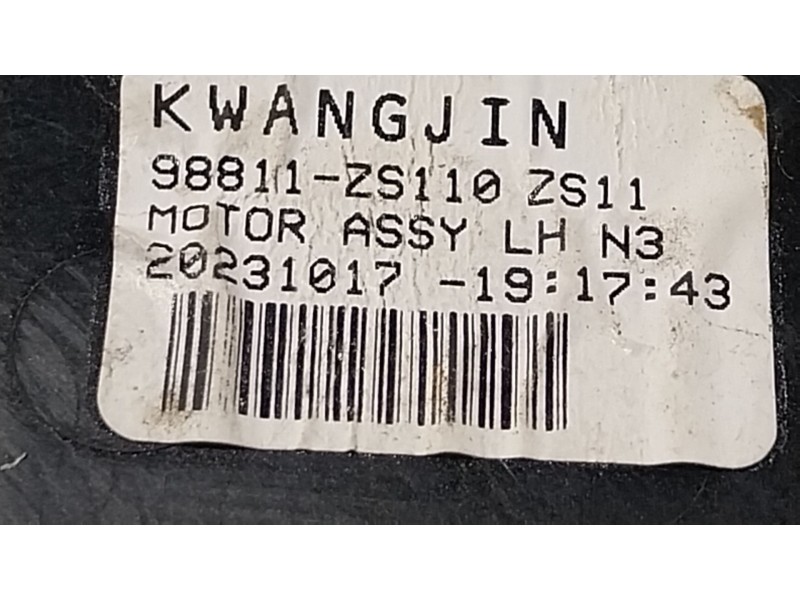 KWANGJIN
98811-ZS110 ZS11
MOTOR ASSY LH N3
20231017 -19:17:43